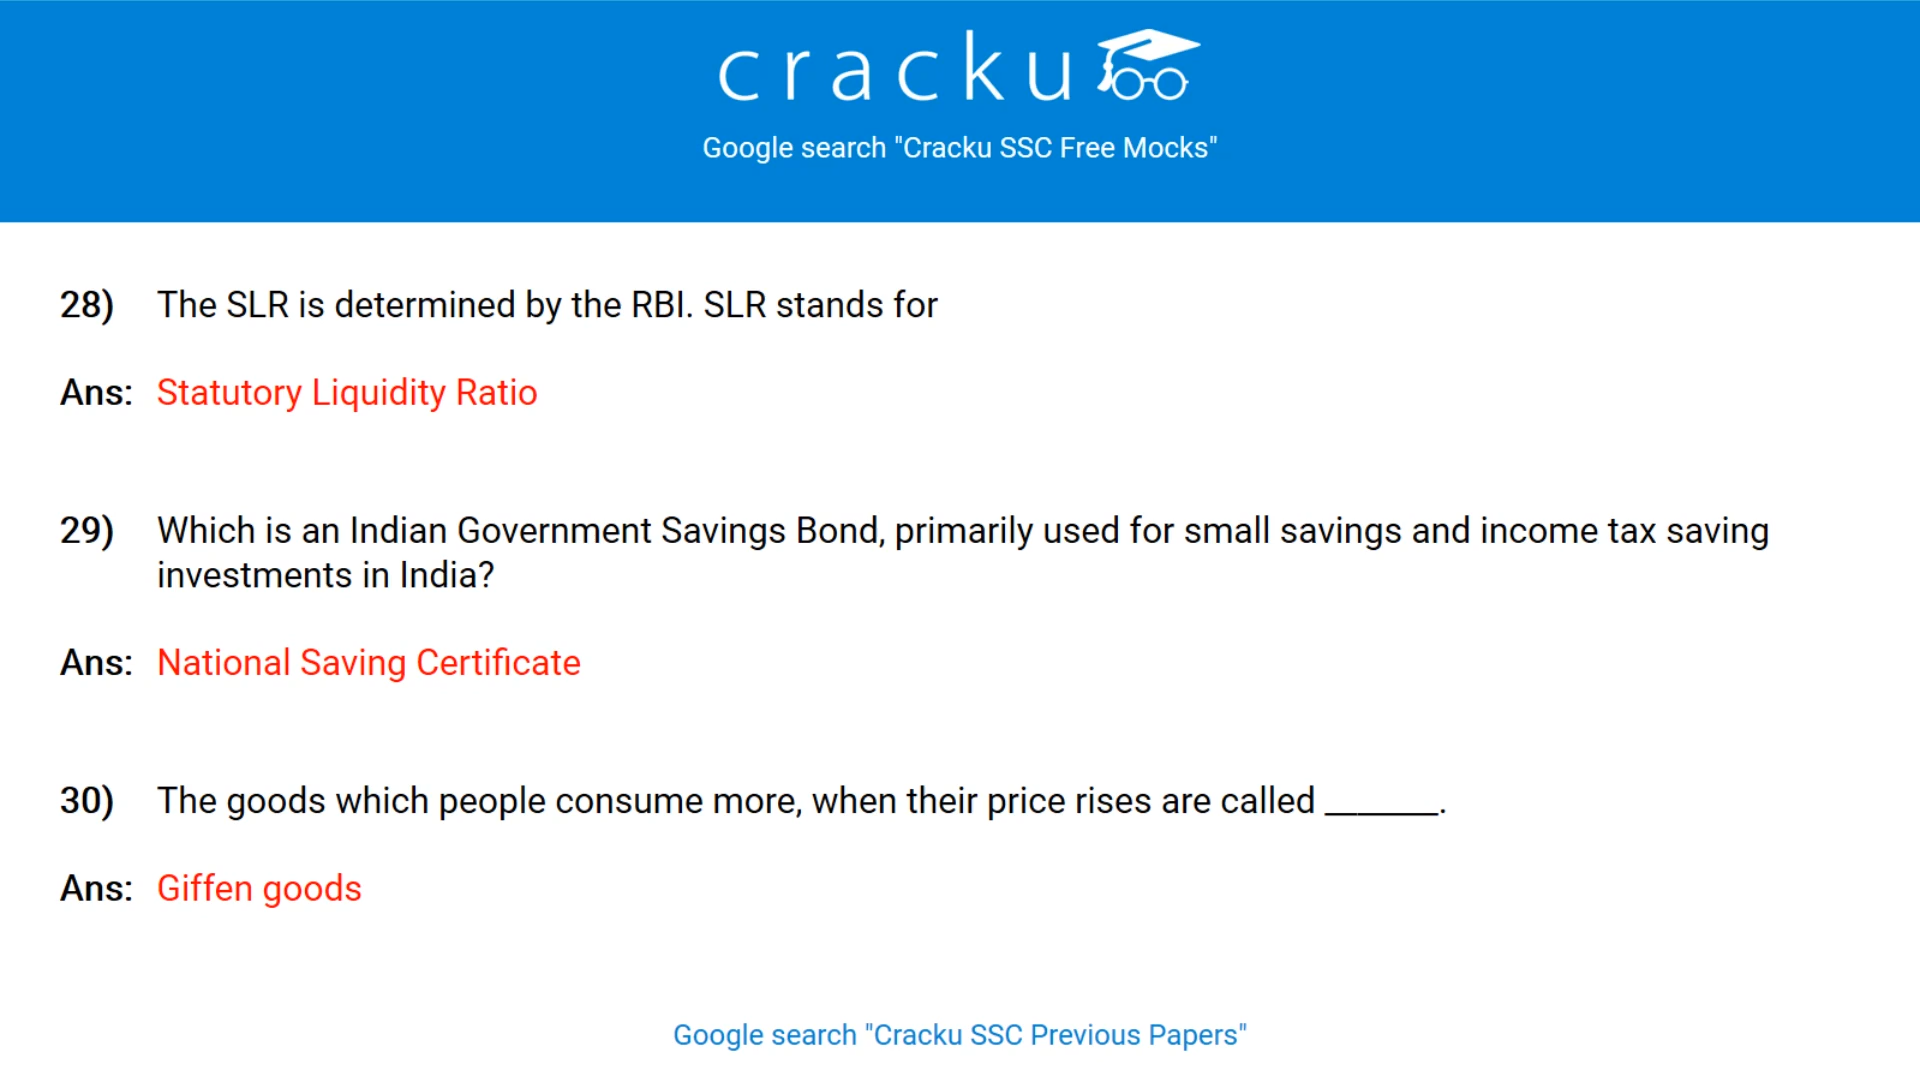 cracku
Google search "Cracku SSC Free Mocks"
28) The SLR is determined by the RBI. SLR stands for
Ans: Statutory Liquidity Ratio
29) Which is an Indian Government Savings Bond, primarily used for small savings and income tax saving
investments in India?
Ans: National Saving Certificate
30) The goods which people consume more, when their price rises are called _______.
Ans: Giffen goods
Google search "Cracku SSC Previous Papers"